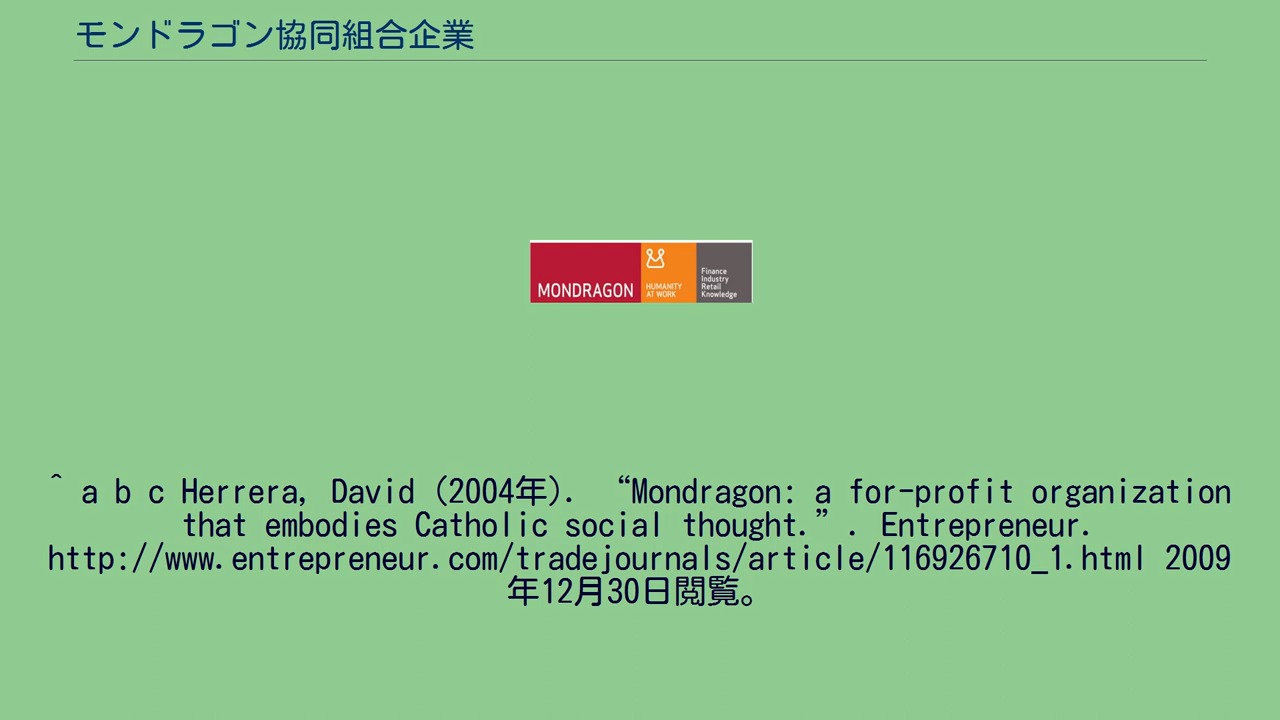 モンドラゴン協同組合企業
MONDRAGON
HUMANITY
AT WORK
Finance
Industry
Retail
Knowledge
^ a b c Herrera, David (2004年). “Mondragon: a for-profit organization
that embodies Catholic social thought.”. Entrepreneur.
http://www.entrepreneur.com/tradejournals/article/116926710_1.html 2009
年12月30日閲覧。